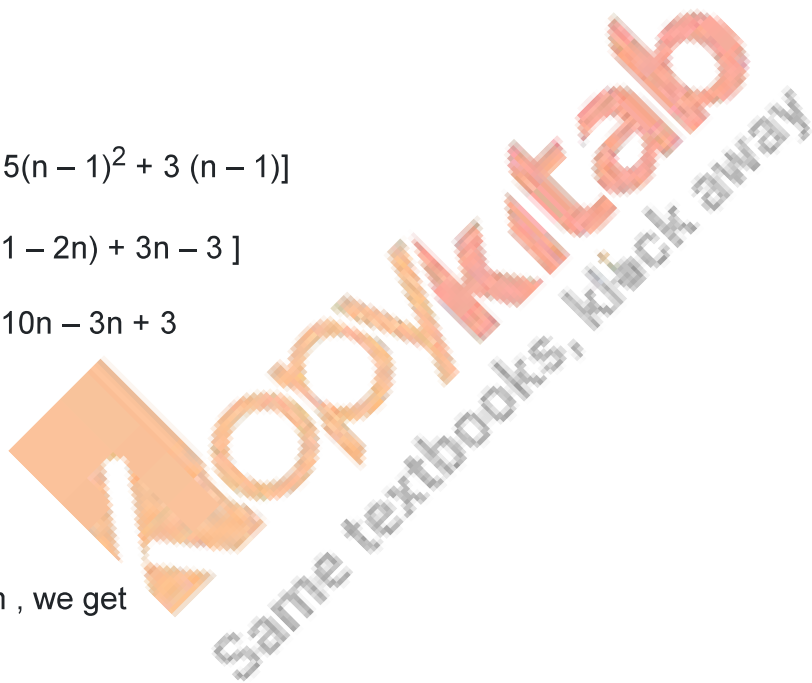 5(n – 1)² + 3 (n – 1)]
1 – 2n) + 3n – 3 ]
10n – 3n + 3
n , we get
kopykitab
Same textbooks, klick away